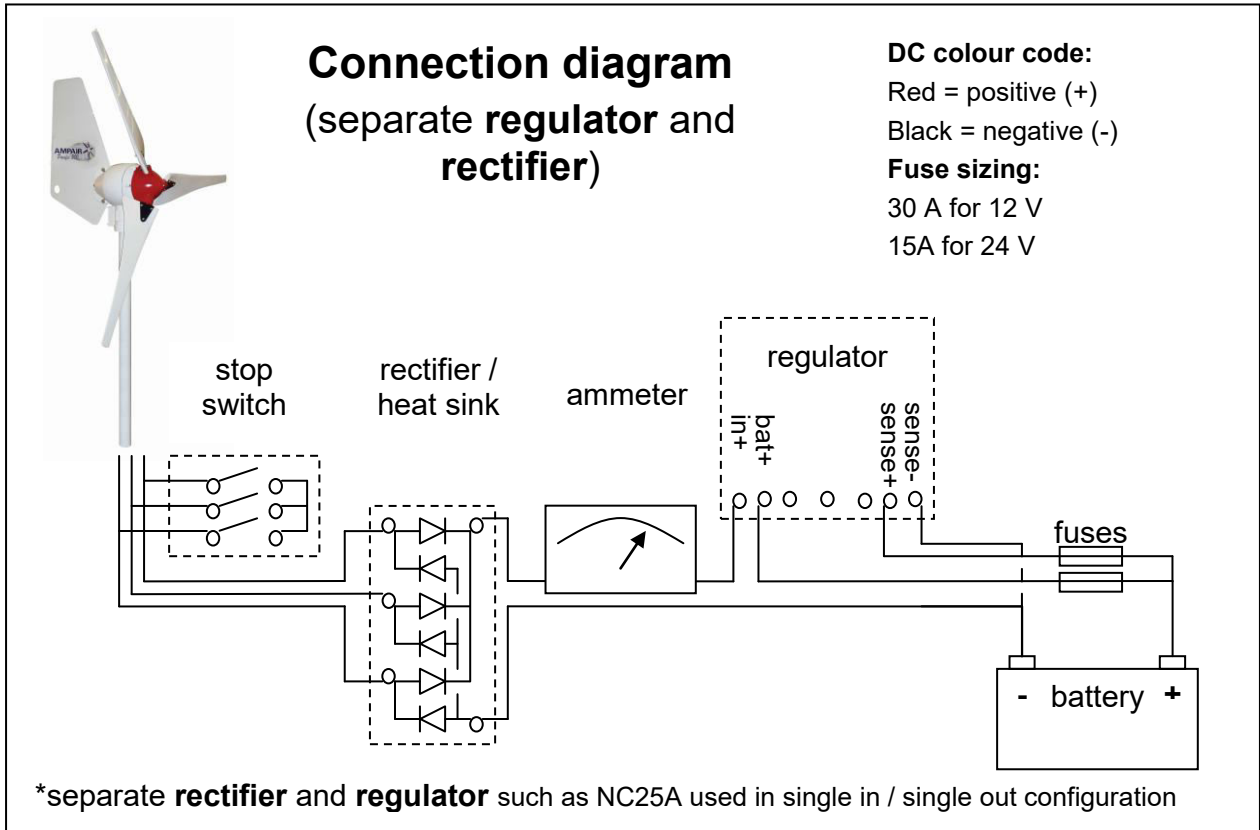 Connection diagram
(separate regulator and
rectifier)
DC colour code:
Red = positive (+)
Black = negative (-)
Fuse sizing:
30 A for 12 V
15A for 24 V
AMPAIR
stop
switch
rectifier /
heat sink
ammeter
regulator
in+
bat+
sense+
sense-
fuses
- battery +
*separate rectifier and regulator such as NC25A used in single in / single out configuration